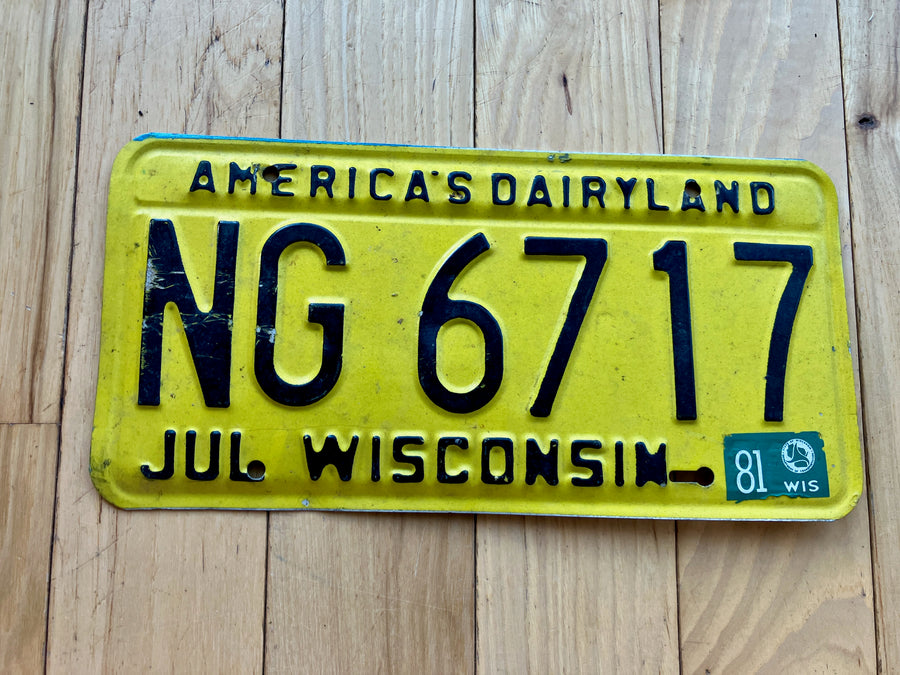 AMERICA'S DAIRYLAND
NG 6717
JUL WISCONSIN
81
WIS